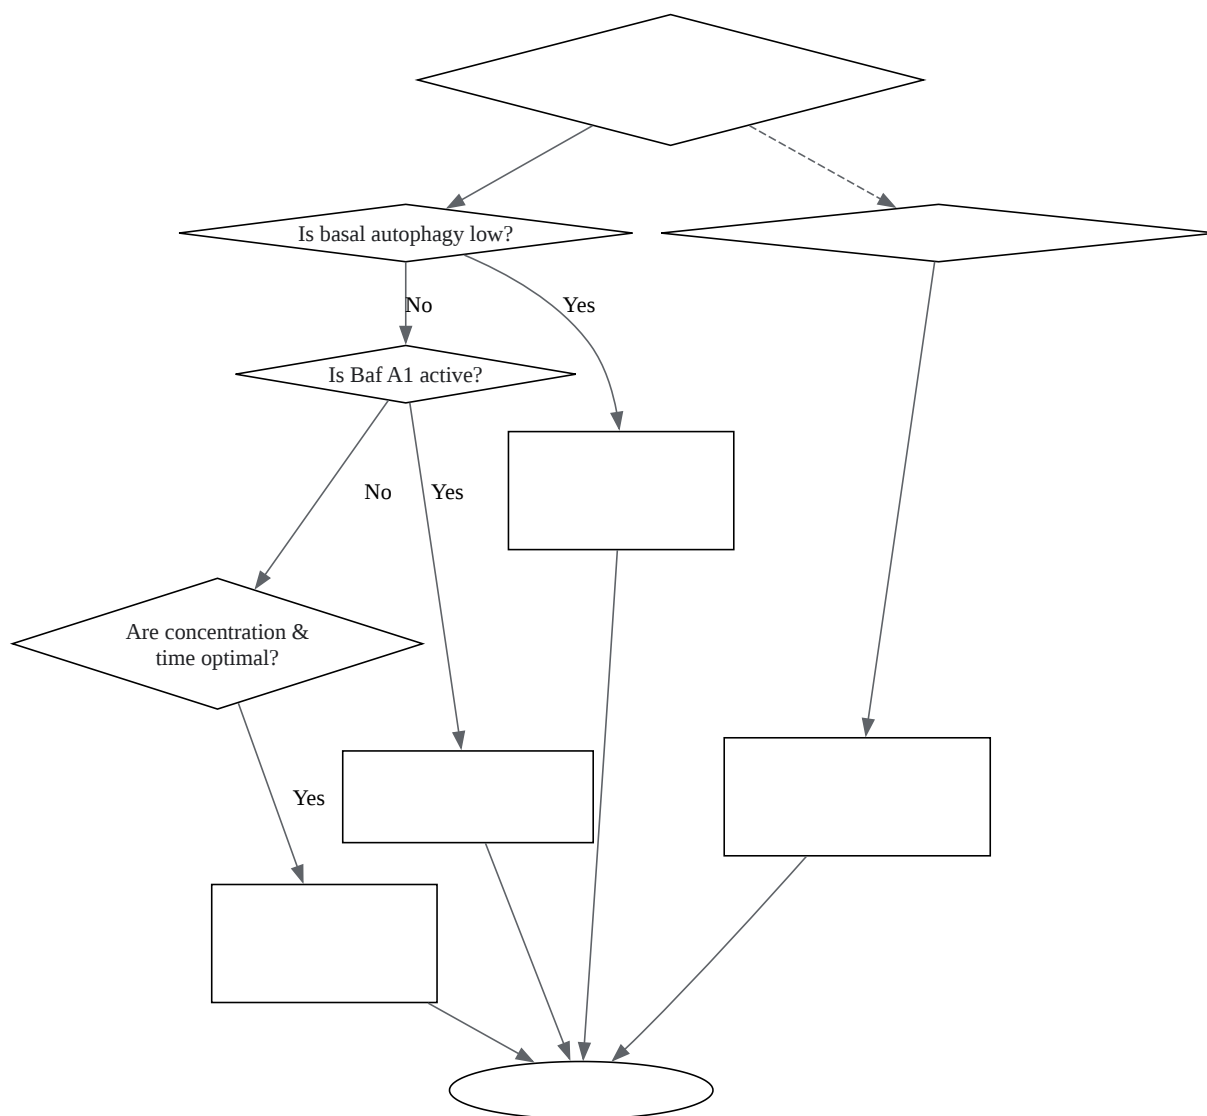 Is basal autophagy low?
No
Yes
Is Baf A1 active?
No
Yes
Are concentration &
time optimal?
Yes